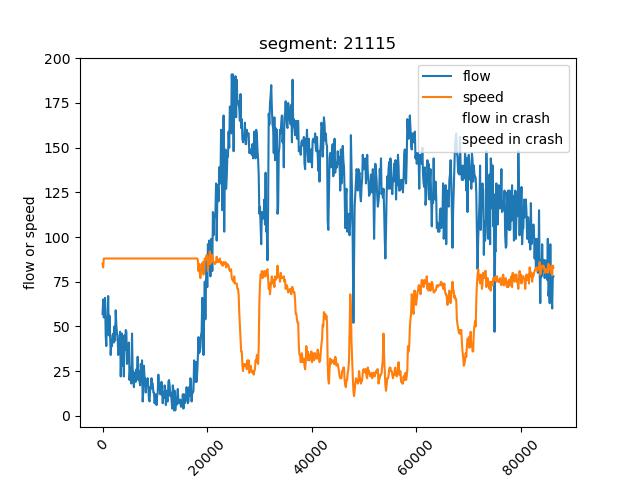 segment: 21115
flow
speed
flow in crash
speed in crash
flow or speed
200
175
150
125
100
75
50
25
0
0
20000
40000
60000
80000